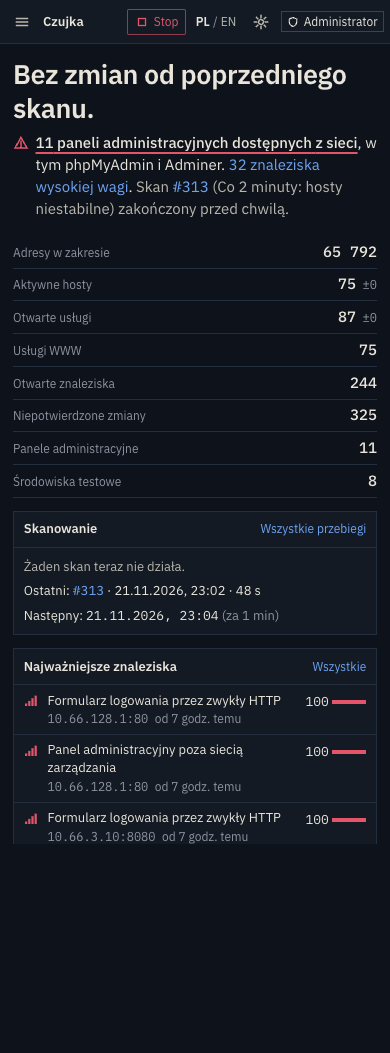 Czujka
Stop
PL / EN
Administrator
Bez zmian od poprzedniego
skanu.
11 paneli administracyjnych dostępnych z sieci, w
tym phpMyAdmin i Adminer. 32 znaleziska
wysokiej wagi. Skan #313 (Co 2 minuty: hosty
niestabilne) zakończony przed chwilą.
Adresy w zakresie 65 792
Aktywne hosty 75 ±0
Otwarte usługi 87 ±0
Usługi WWW 75
Otwarte znaleziska 244
Niepotwierdzone zmiany 325
Panele administracyjne 11
Środowiska testowe 8
Skanowanie Wszystkie przebiegi
Żaden skan teraz nie działa.
Ostatni: #313 · 21.11.2026, 23:02 · 48 s
Następny: 21.11.2026, 23:04 (za 1 min)
Najważniejsze znaleziska Wszystkie
Formularz logowania przez zwykły HTTP 100
10.66.128.1:80 od 7 godz. temu
Panel administracyjny poza siecią 100
zarządzania
10.66.128.1:80 od 7 godz. temu
Formularz logowania przez zwykły HTTP 100
10.66.3.10:8080 od 7 godz. temu